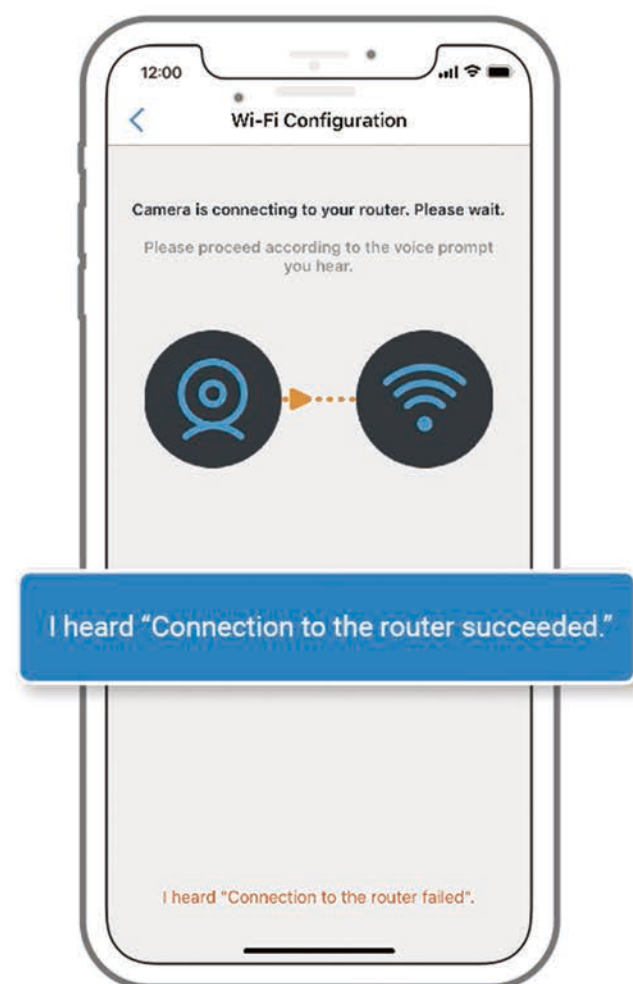 12:00
Wi-Fi Configuration
Camera is connecting to your router. Please wait.
Please proceed according to the voice prompt
you hear.
I heard “Connection to the router succeeded.”
I heard "Connection to the router failed".